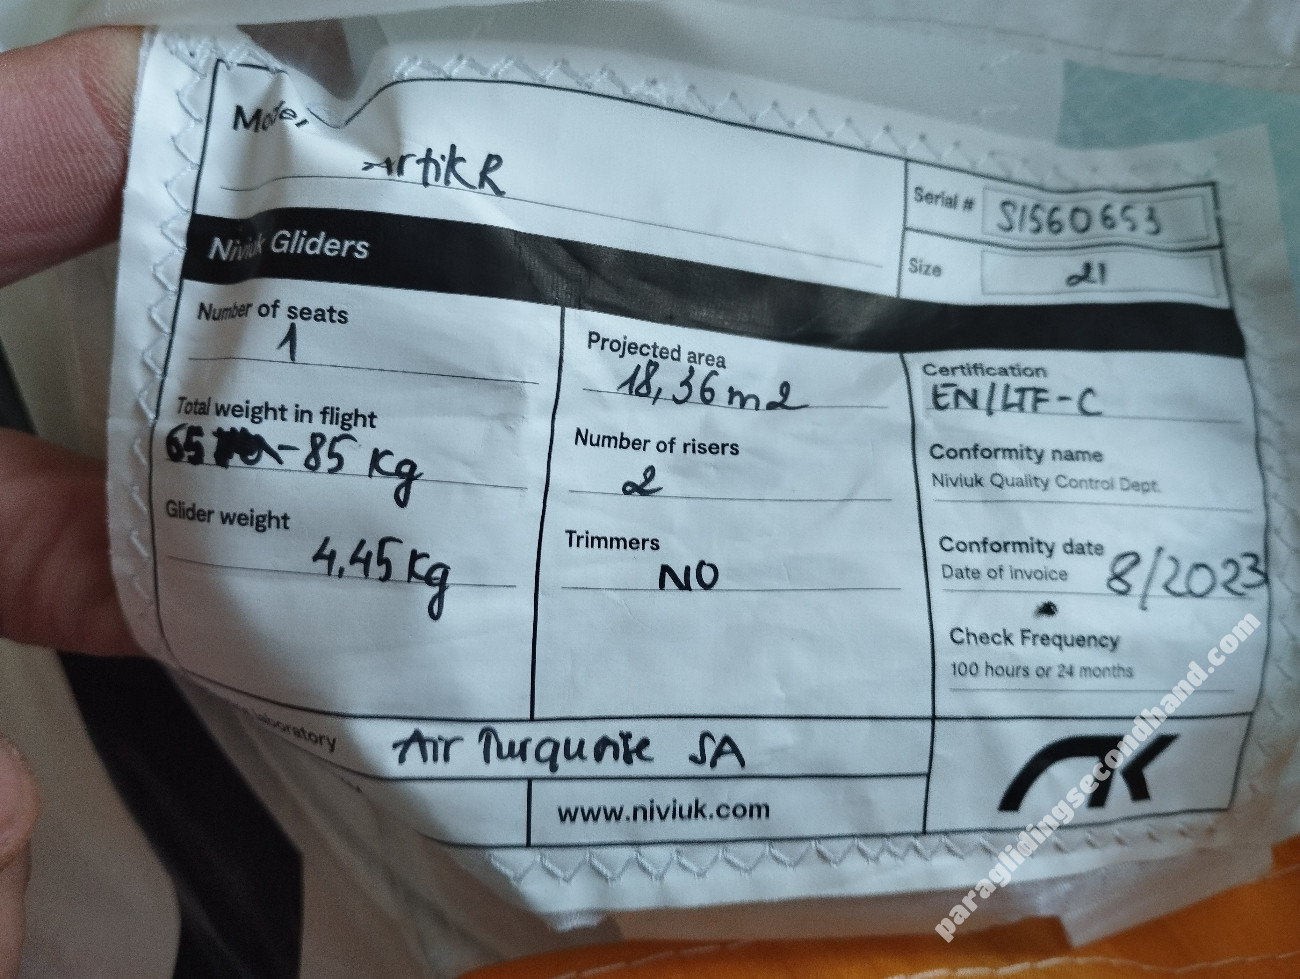 Model
Artik R
Serial # S1560653
Size 21
Niviuk Gliders
Number of seats
1
Total weight in flight
65 - 85 Kg
Glider weight
4,45 Kg
Projected area
18,36 m2
Number of risers
2
Trimmers
NO
Certification
EN/LTF-C
Conformity name
Niviuk Quality Control Dept.
Conformity date
Date of invoice 8/2023
Check Frequency
100 hours or 24 months
laboratory Air Turquoise SA
www.niviuk.com
paraglidingsecondhand.com